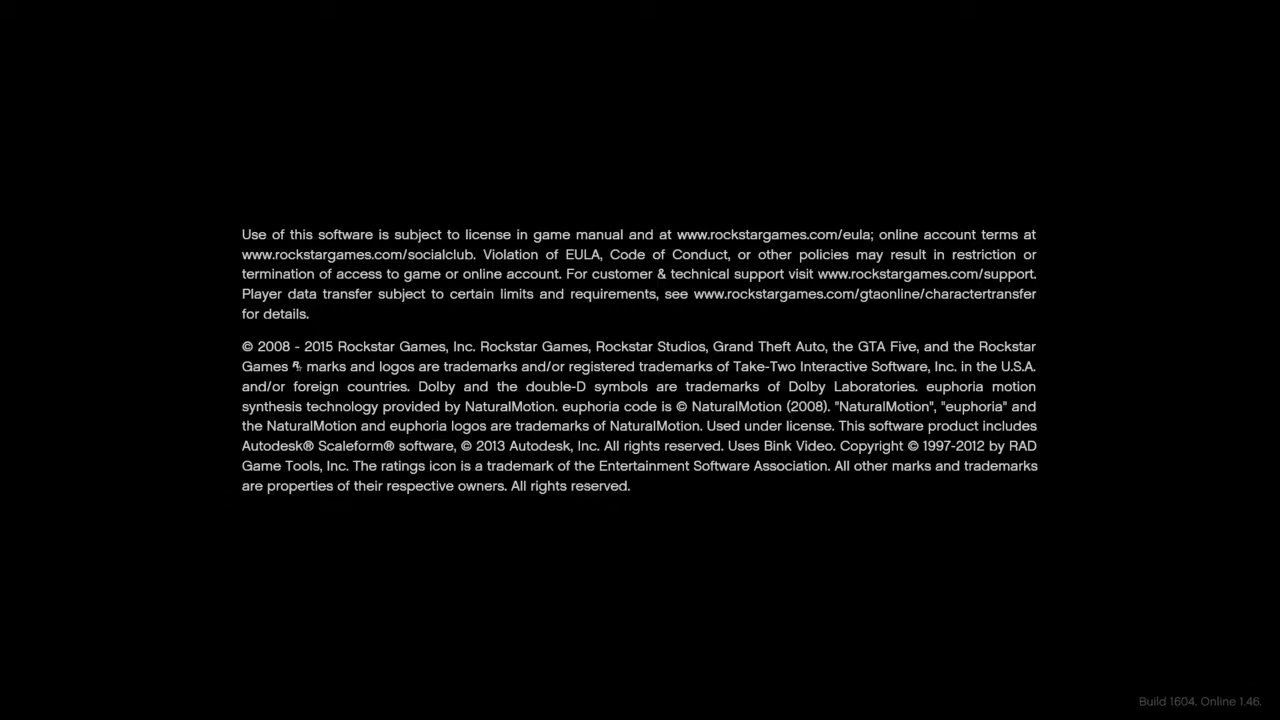 Use of this software is subject to license in game manual and at www.rockstargames.com/eula; online account terms at
www.rockstargames.com/socialclub. Violation of EULA, Code of Conduct, or other policies may result in restriction or
termination of access to game or online account. For customer & technical support visit www.rockstargames.com/support.
Player data transfer subject to certain limits and requirements, see www.rockstargames.com/gtaonline/charactertransfer
for details.
© 2008 - 2015 Rockstar Games, Inc. Rockstar Games, Rockstar Studios, Grand Theft Auto, the GTA Five, and the Rockstar
Games R* marks and logos are trademarks and/or registered trademarks of Take-Two Interactive Software, Inc. in the U.S.A.
and/or foreign countries. Dolby and the double-D symbols are trademarks of Dolby Laboratories. euphoria motion
synthesis technology provided by NaturalMotion. euphoria code is © NaturalMotion (2008). "NaturalMotion", "euphoria" and
the NaturalMotion and euphoria logos are trademarks of NaturalMotion. Used under license. This software product includes
Autodesk® Scaleform® software, © 2013 Autodesk, Inc. All rights reserved. Uses Bink Video. Copyright © 1997-2012 by RAD
Game Tools, Inc. The ratings icon is a trademark of the Entertainment Software Association. All other marks and trademarks
are properties of their respective owners. All rights reserved.
Build 1604. Online 1.46.